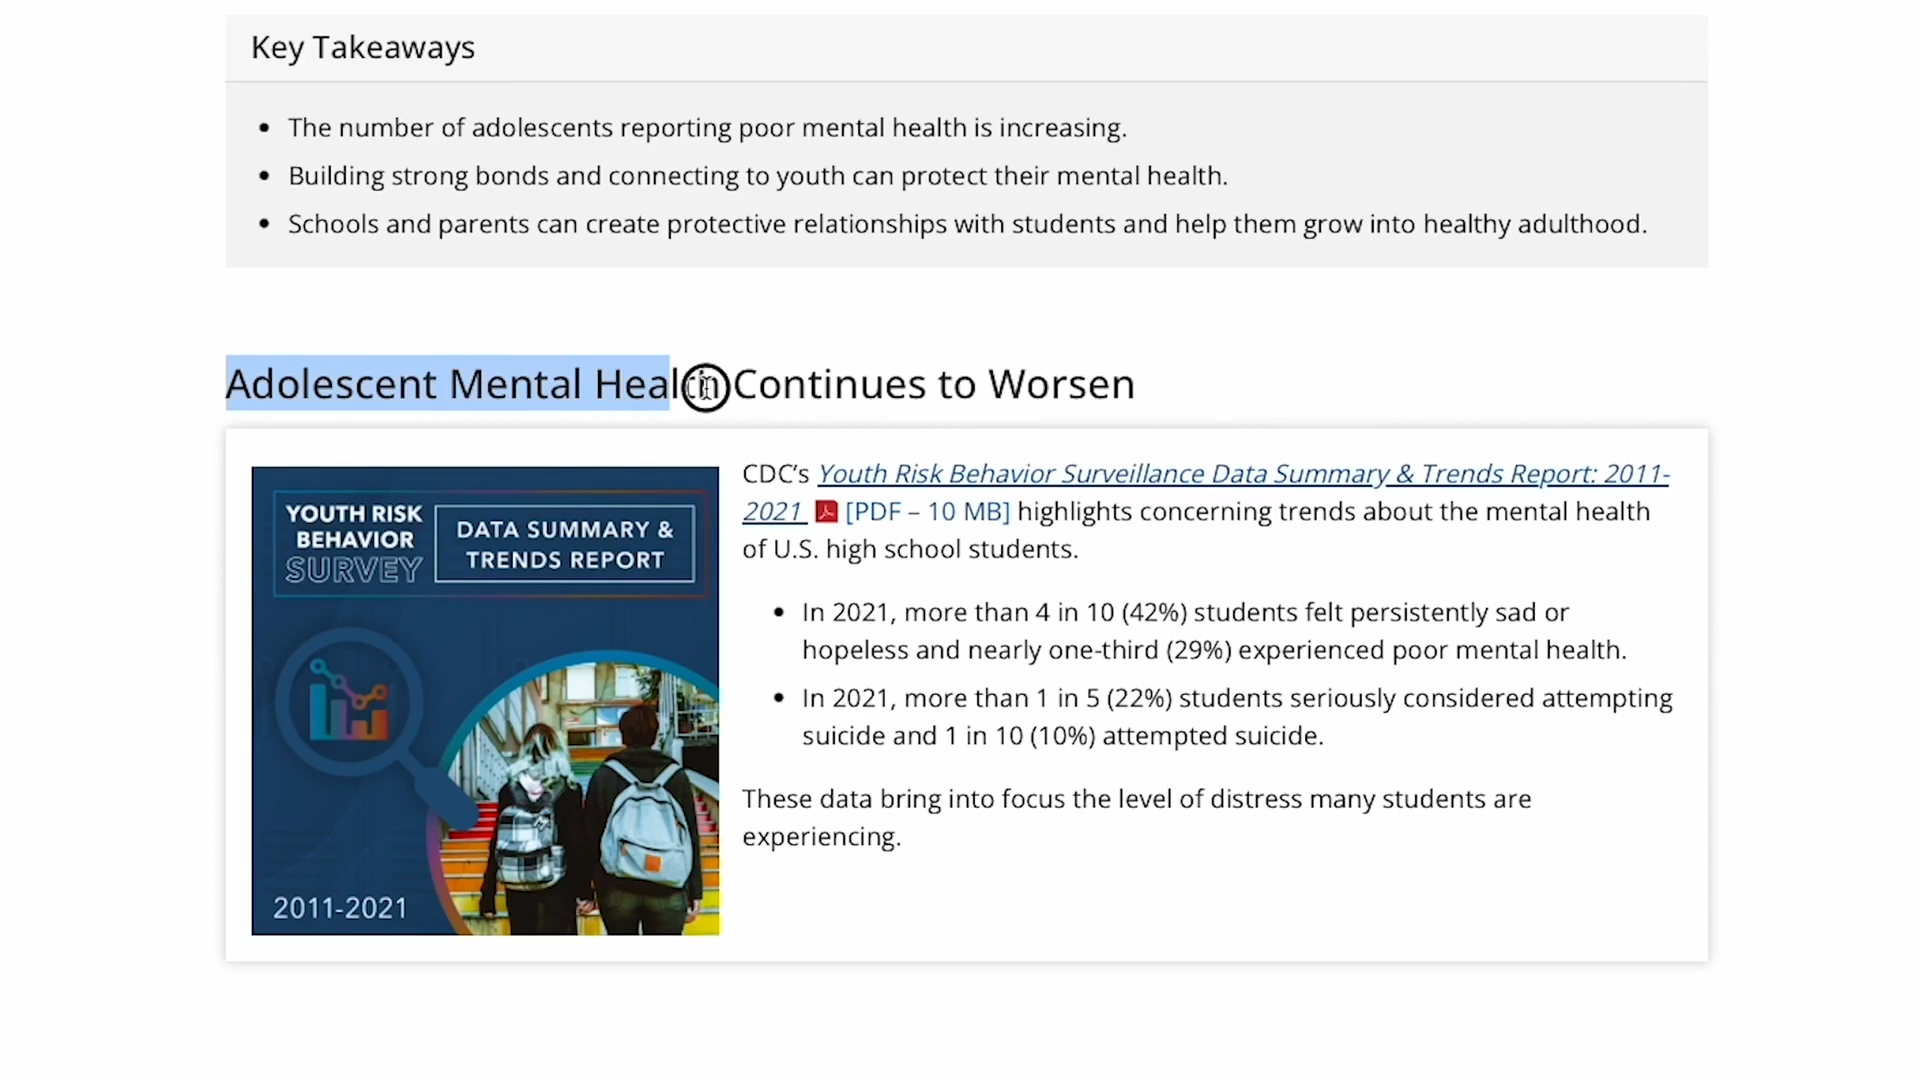 Key Takeaways
• The number of adolescents reporting poor mental health is increasing.
• Building strong bonds and connecting to youth can protect their mental health.
• Schools and parents can create protective relationships with students and help them grow into healthy adulthood.
Adolescent Mental Health Continues to Worsen
YOUTH RISK
BEHAVIOR
SURVEY
DATA SUMMARY &
TRENDS REPORT
2011-2021
CDC’s Youth Risk Behavior Surveillance Data Summary & Trends Report: 2011-
2021 [PDF – 10 MB] highlights concerning trends about the mental health
of U.S. high school students.
• In 2021, more than 4 in 10 (42%) students felt persistently sad or
hopeless and nearly one-third (29%) experienced poor mental health.
• In 2021, more than 1 in 5 (22%) students seriously considered attempting
suicide and 1 in 10 (10%) attempted suicide.
These data bring into focus the level of distress many students are
experiencing.